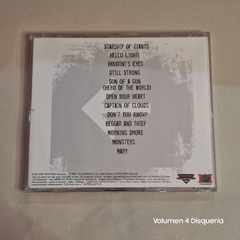 STARSHIP OF GIANTS
HELLO LIGHT!
HOUDINI'S EYES
STILL STRONG
SON OF A GUN
(HERO OF THE WORLD)
OPEN YOUR HEART
CAPTAIN OF CLOUDS
DON'T YOU KNOW?
BEGGAR AND THIEF
MORNING SMOKE
MONSTERS
MARY
Volumen 4 Disqueria